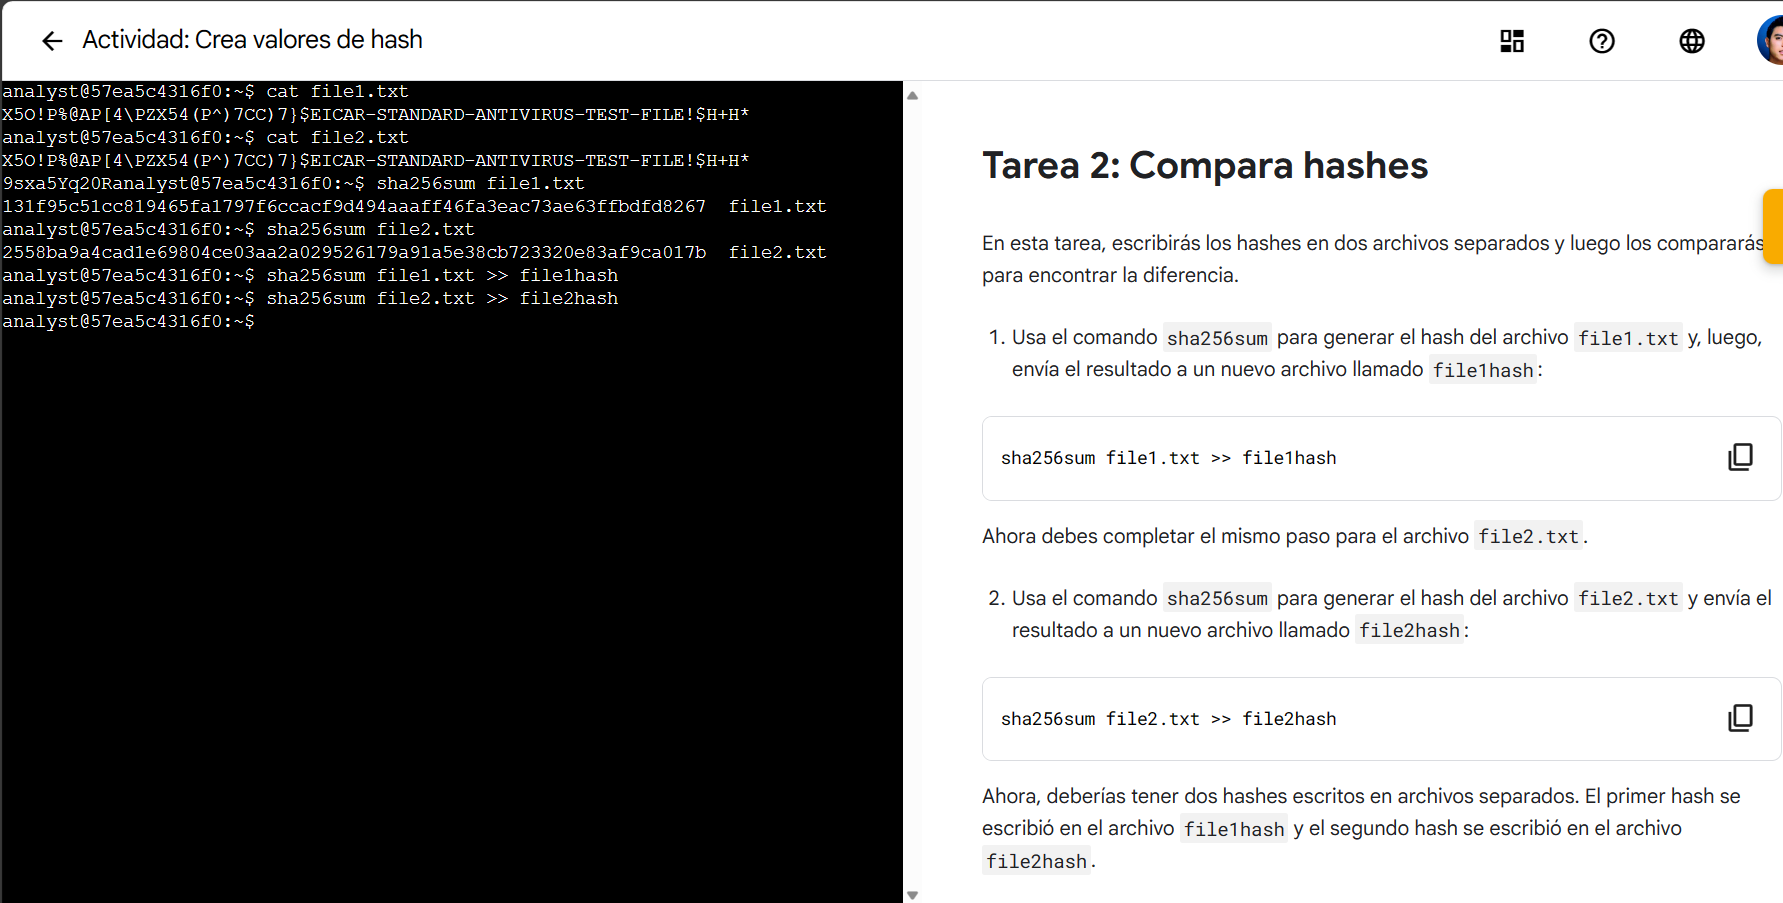 Actividad: Crea valores de hash
analyst@57ea5c4316f0:~$ cat file1.txt
X5O!P%@AP[4\PZX54(P^)7CC)7}$EICAR-STANDARD-ANTIVIRUS-TEST-FILE!$H+H*
analyst@57ea5c4316f0:~$ cat file2.txt
X5O!P%@AP[4\PZX54(P^)7CC)7}$EICAR-STANDARD-ANTIVIRUS-TEST-FILE!$H+H*
9sxa5Yq20Ranalyst@57ea5c4316f0:~$ sha256sum file1.txt
131f95c51cc819465fa1797f6ccacf9d494aaaff46fa3eac73ae63ffbdfd8267  file1.txt
analyst@57ea5c4316f0:~$ sha256sum file2.txt
2558ba9a4cad1e69804ce03aa2a029526179a91a5e38cb723320e83af9ca017b  file2.txt
analyst@57ea5c4316f0:~$ sha256sum file1.txt >> file1hash
analyst@57ea5c4316f0:~$ sha256sum file2.txt >> file2hash
analyst@57ea5c4316f0:~$
Tarea 2: Compara hashes
En esta tarea, escribirás los hashes en dos archivos separados y luego los compararás
para encontrar la diferencia.
1. Usa el comando sha256sum para generar el hash del archivo file1.txt y, luego,
envía el resultado a un nuevo archivo llamado file1hash:
sha256sum file1.txt >> file1hash
Ahora debes completar el mismo paso para el archivo file2.txt.
2. Usa el comando sha256sum para generar el hash del archivo file2.txt y envía el
resultado a un nuevo archivo llamado file2hash:
sha256sum file2.txt >> file2hash
Ahora, deberías tener dos hashes escritos en archivos separados. El primer hash se
escribió en el archivo file1hash y el segundo hash se escribió en el archivo
file2hash.